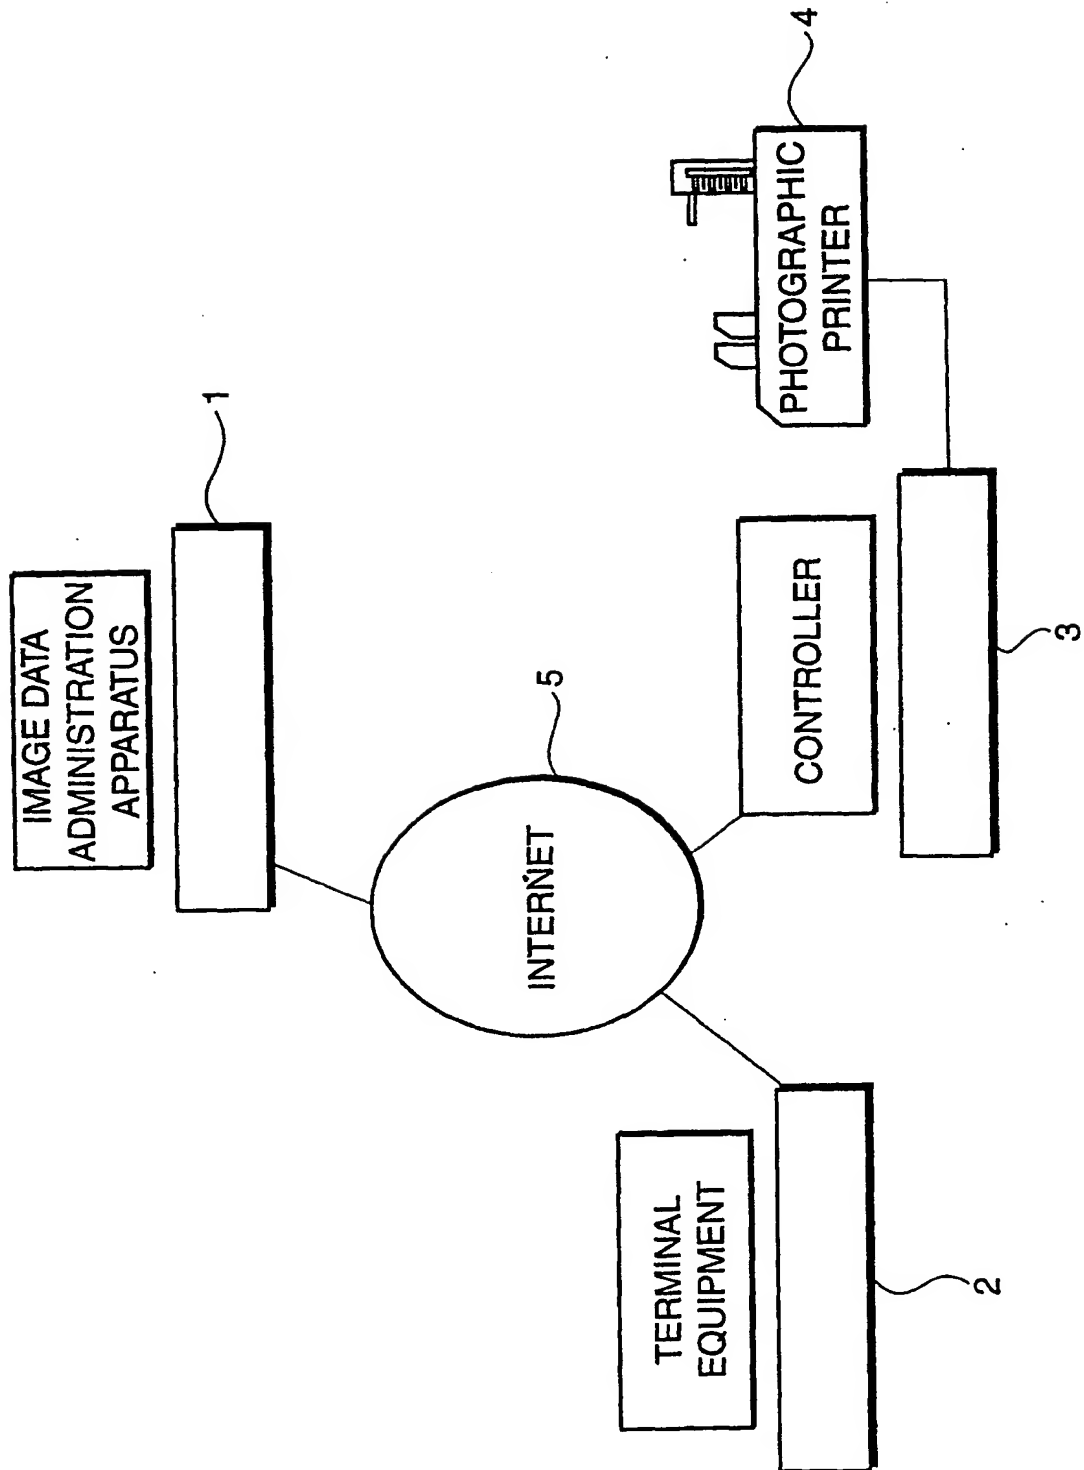 IMAGE DATA
ADMINISTRATION
APPARATUS
1
5
INTERNET
TERMINAL
EQUIPMENT
2
CONTROLLER
3
PHOTOGRAPHIC
PRINTER
4